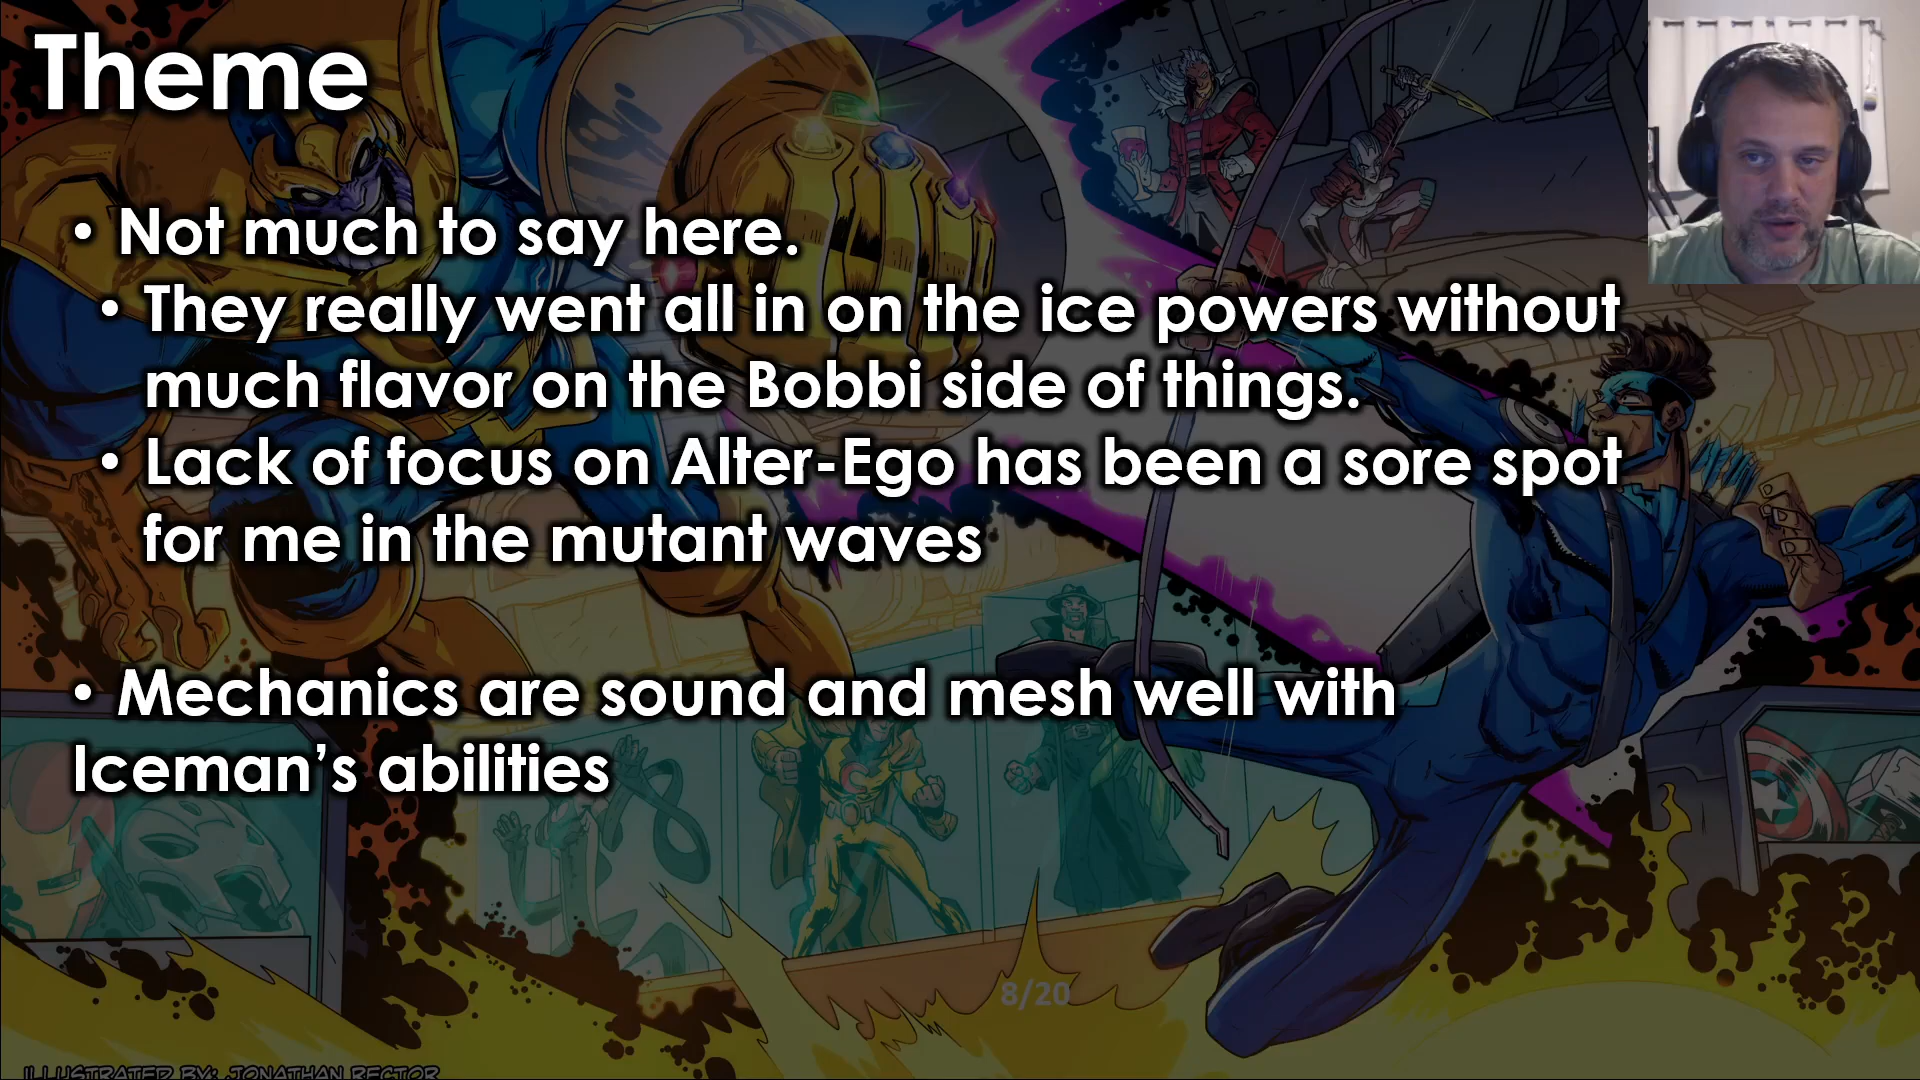 Theme
• Not much to say here.
• They really went all in on the ice powers without
much flavor on the Bobbi side of things.
• Lack of focus on Alter-Ego has been a sore spot
for me in the mutant waves
• Mechanics are sound and mesh well with
Iceman’s abilities
8/20
ILLUSTRATED BY: JONATHAN RECTOR